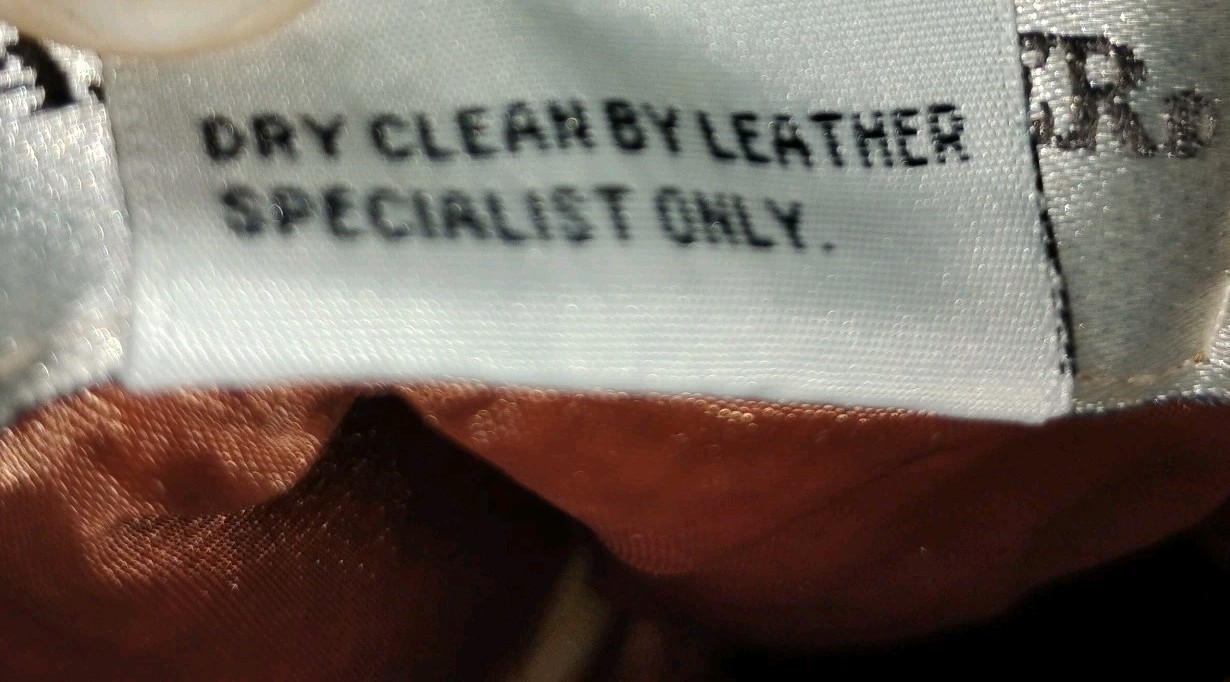 DRY CLEAN BY LEATHER
SPECIALIST ONLY.